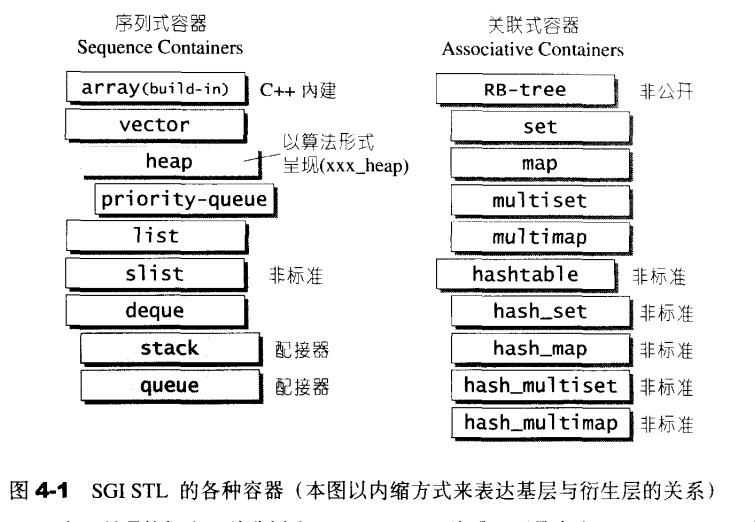 序列式容器
Sequence Containers
array(build-in) C++ 內建
vector
heap
以算法形式
呈现(xxx_heap)
priority-queue
list
slist 非标准
deque
stack 配接器
queue 配接器
关联式容器
Associative Containers
RB-tree 非公开
set
map
multiset
multimap
hashtable 非标准
hash_set 非标准
hash_map 非标准
hash_multiset 非标准
hash_multimap 非标准
图 4-1 SGI STL 的各种容器（本图以内缩方式来表达基层与衍生层的关系）